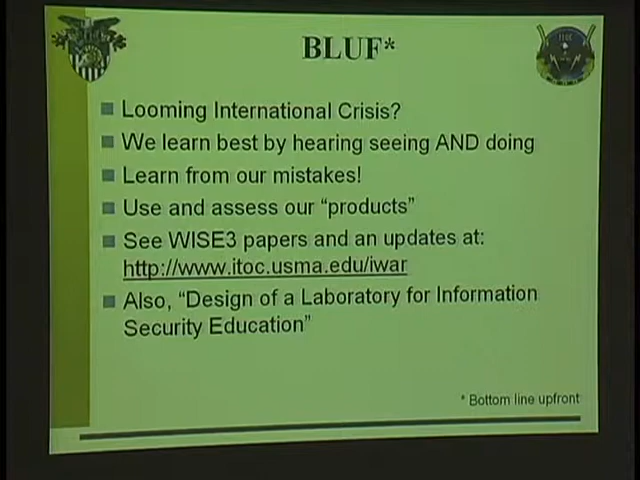 BLUF*
Looming International Crisis?
We learn best by hearing seeing AND doing
Learn from our mistakes!
Use and assess our “products”
See WISE3 papers and an updates at:
http://www.itoc.usma.edu/iwar
Also, “Design of a Laboratory for Information
Security Education”
* Bottom line upfront